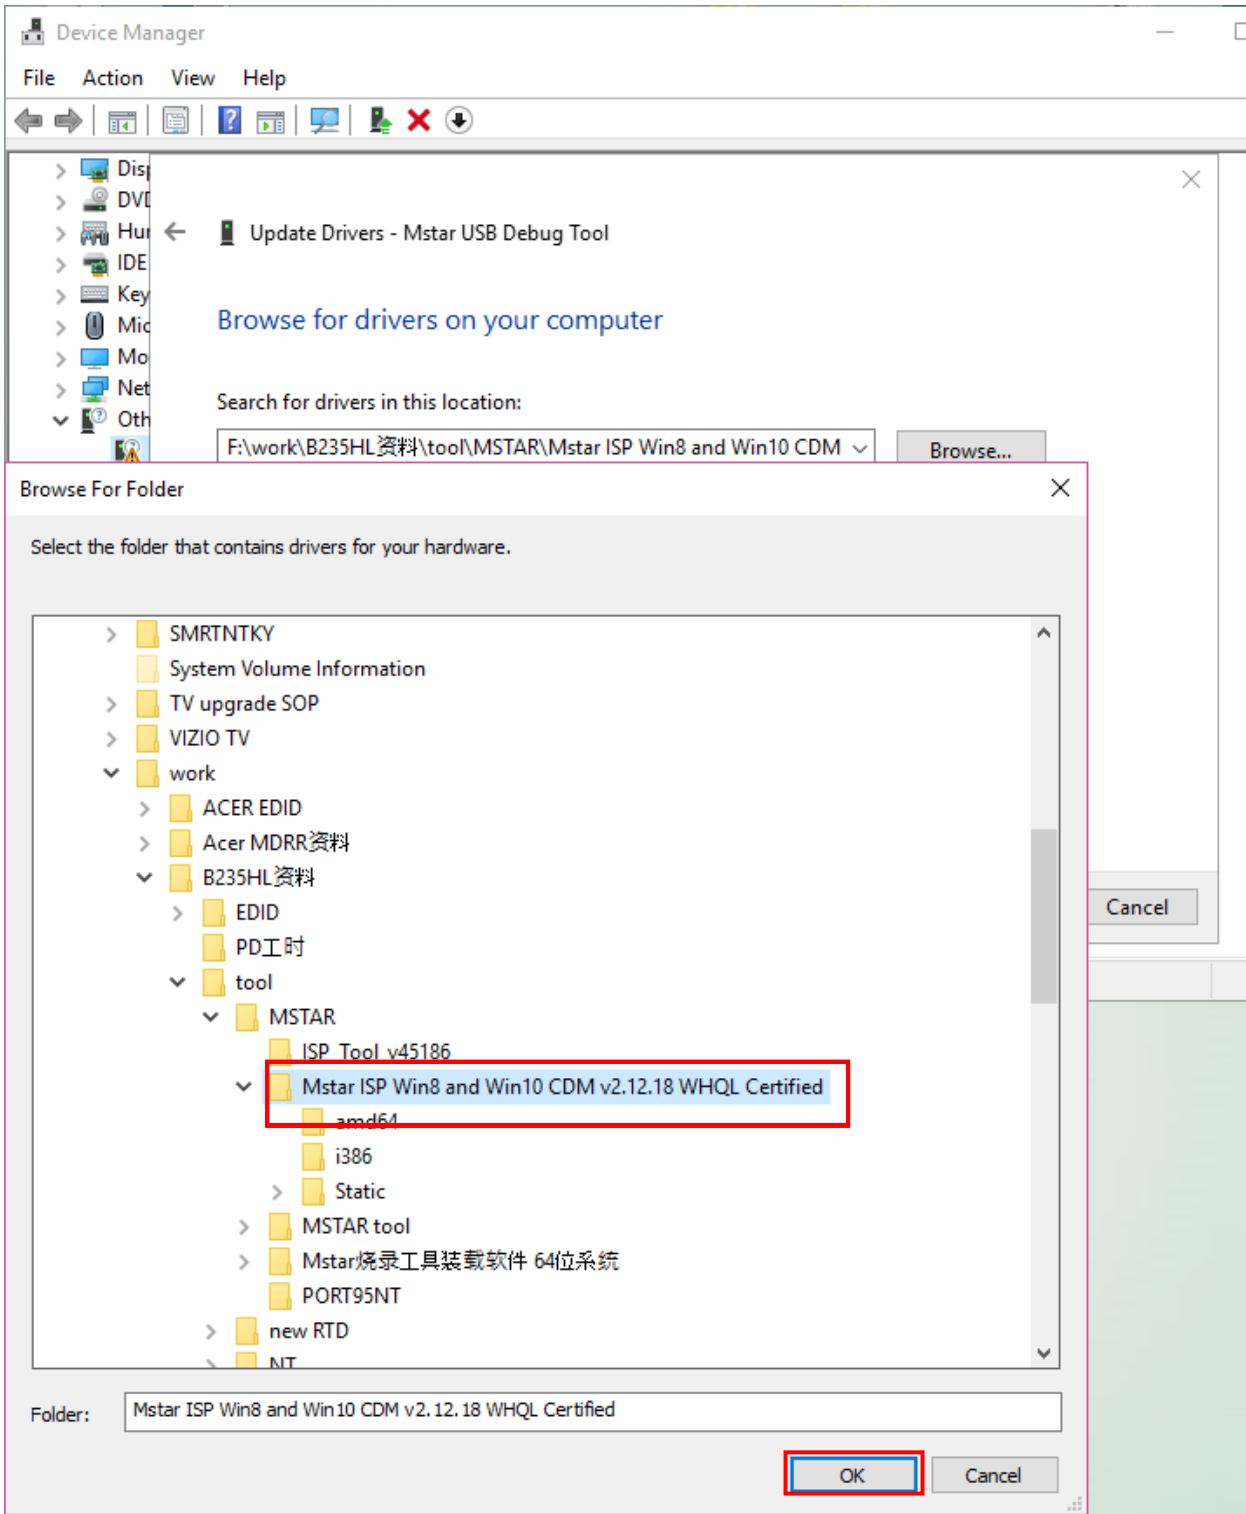 Device Manager
File Action View Help
Disp
DVD
Hur
IDE
Key
Mic
Mo
Net
Oth
Update Drivers - Mstar USB Debug Tool
Browse for drivers on your computer
Search for drivers in this location:
F:\work\B235HL资料\tool\MSTAR\Mstar ISP Win8 and Win10 CDM
Browse...
Cancel
Browse For Folder
Select the folder that contains drivers for your hardware.
SMRTNTKY
System Volume Information
TV upgrade SOP
VIZIO TV
work
ACER EDID
Acer MDRR资料
B235HL资料
EDID
PD工时
tool
MSTAR
ISP_Tool_v45186
Mstar ISP Win8 and Win10 CDM v2.12.18 WHQL Certified
amd64
i386
Static
MSTAR tool
Mstar烧录工具装载软件 64位系统
PORT95NT
new RTD
NT
Folder: Mstar ISP Win8 and Win10 CDM v2.12.18 WHQL Certified
OK Cancel